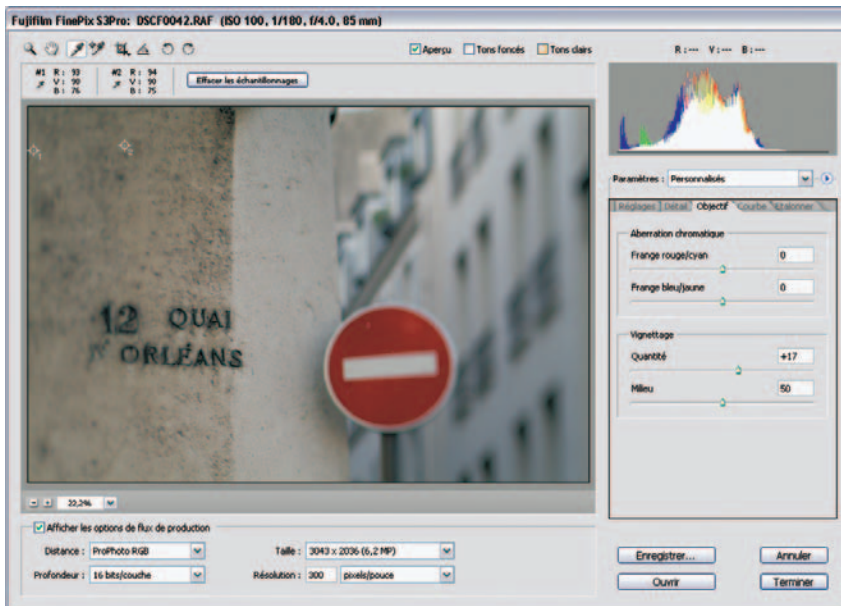 Fujifilm FinePix S3Pro: DSCF0042.RAF (ISO 100, 1/180, f/4.0, 85 mm)
Aperçu Tons foncés Tons clairs R: --- V: --- B: ---
#1 R: 93 #2 R: 94
V: 90 V: 90
B: 76 B: 75
Effacer les échantillonnages
1 2
12 QUAI
D'ORLÉANS
Paramètres : Personnalisés
Réglages Détail Objectif Courbe Etalonner
Aberration chromatique
Frange rouge/cyan 0
Frange bleu/jaune 0
Vignettage
Quantité +17
Milieu 50
22,2%
Afficher les options de flux de production
Distance : ProPhoto RGB Taille : 3043 x 2036 (6,2 MP)
Profondeur : 16 bits/couche Résolution : 300 pixels/pouce
Enregistrer... Annuler
Ouvrir Terminer